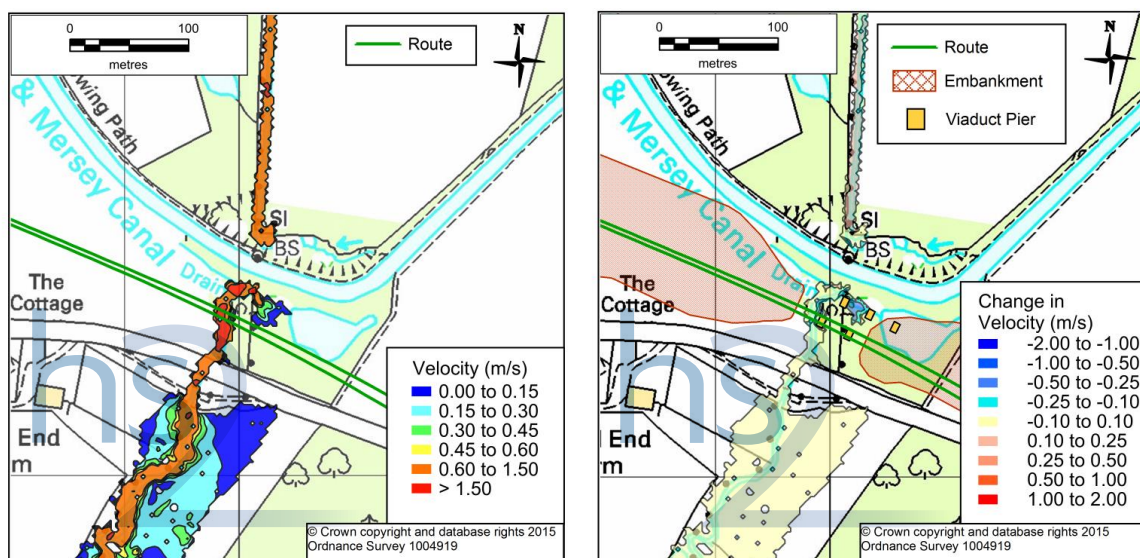 0
100
metres
Route
N
owing Path
& Mersey Canal
SI
BS
Drain
The
Cottage
End
m
hs2
Velocity (m/s)
0.00 to 0.15
0.15 to 0.30
0.30 to 0.45
0.45 to 0.60
0.60 to 1.50
> 1.50
© Crown copyright and database rights 2015
Ordnance Survey 1004919
0
100
metres
Route
Embankment
Viaduct Pier
N
owing Path
& Mersey Canal
SI
BS
Drain
The
Cottage
End
rm
hs2
Change in
Velocity (m/s)
-2.00 to -1.00
-1.00 to -0.50
-0.50 to -0.25
-0.25 to -0.10
-0.10 to 0.10
0.10 to 0.25
0.25 to 0.50
0.50 to 1.00
1.00 to 2.00
© Crown copyright and database rights 2015
Ordnance Survey 1004919